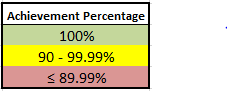 Achievement Percentage
100%
90 - 99.99%
≤ 89.99%